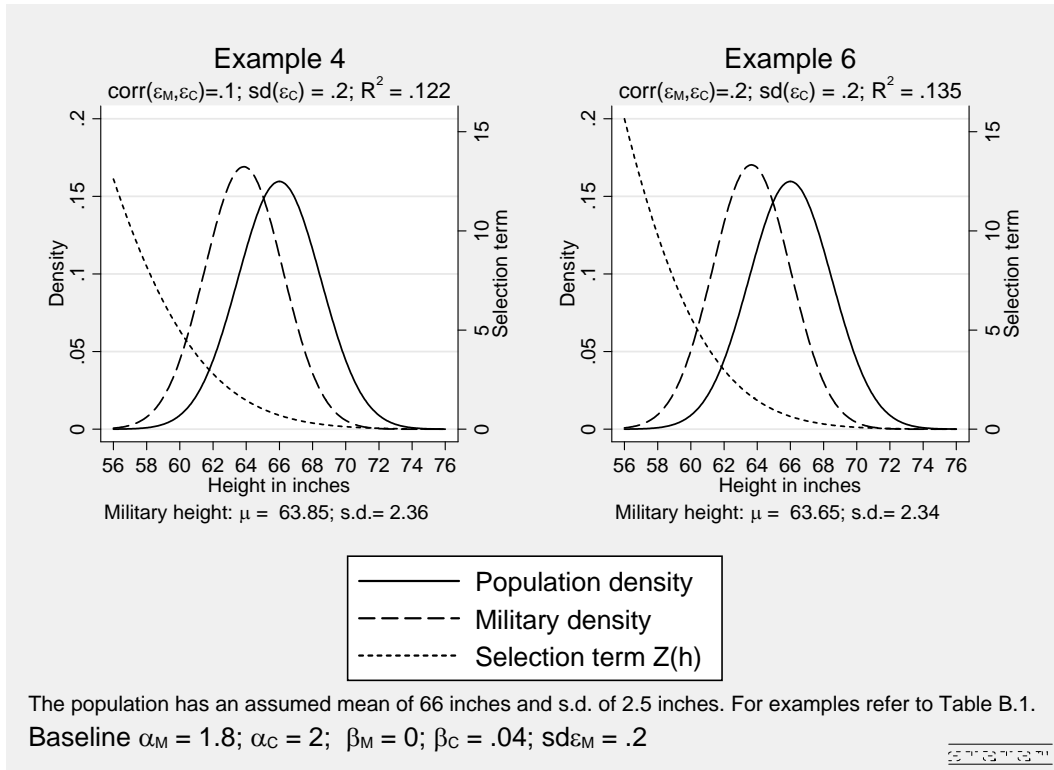 Example 4
corr(εM,εC)=.1; sd(εC) = .2; R² = .122
.2
.15
.1
.05
0
Density
15
10
5
0
Selection term
56 58 60 62 64 66 68 70 72 74 76
Height in inches
Military height: μ = 63.85; s.d.= 2.36
Example 6
corr(εM,εC)=.2; sd(εC) = .2; R² = .135
.2
.15
.1
.05
0
Density
15
10
5
0
Selection term
56 58 60 62 64 66 68 70 72 74 76
Height in inches
Military height: μ = 63.65; s.d.= 2.34
Population density
Military density
Selection term Z(h)
The population has an assumed mean of 66 inches and s.d. of 2.5 inches. For examples refer to Table B.1.
Baseline αM = 1.8; αC = 2; βM = 0; βC = .04; sdεM = .2